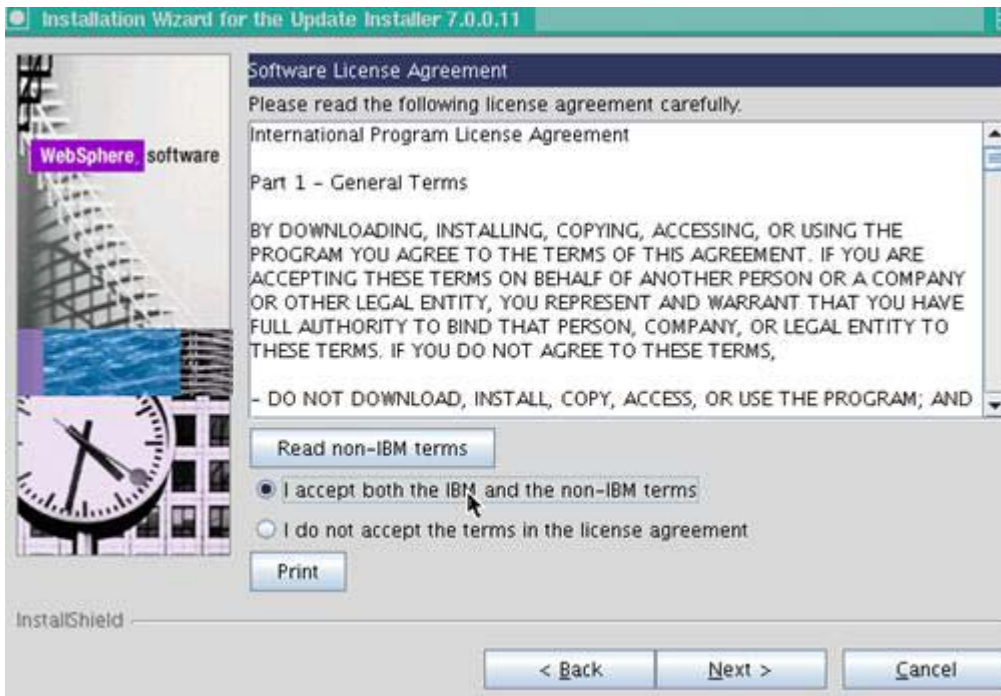 Installation Wizard for the Update Installer 7.0.0.11
WebSphere, software
Software License Agreement
Please read the following license agreement carefully.
International Program License Agreement
Part 1 – General Terms
BY DOWNLOADING, INSTALLING, COPYING, ACCESSING, OR USING THE
PROGRAM YOU AGREE TO THE TERMS OF THIS AGREEMENT. IF YOU ARE
ACCEPTING THESE TERMS ON BEHALF OF ANOTHER PERSON OR A COMPANY
OR OTHER LEGAL ENTITY, YOU REPRESENT AND WARRANT THAT YOU HAVE
FULL AUTHORITY TO BIND THAT PERSON, COMPANY, OR LEGAL ENTITY TO
THESE TERMS. IF YOU DO NOT AGREE TO THESE TERMS,
– DO NOT DOWNLOAD, INSTALL, COPY, ACCESS, OR USE THE PROGRAM; AND
Read non–IBM terms
I accept both the IBM and the non–IBM terms
I do not accept the terms in the license agreement
Print
InstallShield
< Back
Next >
Cancel